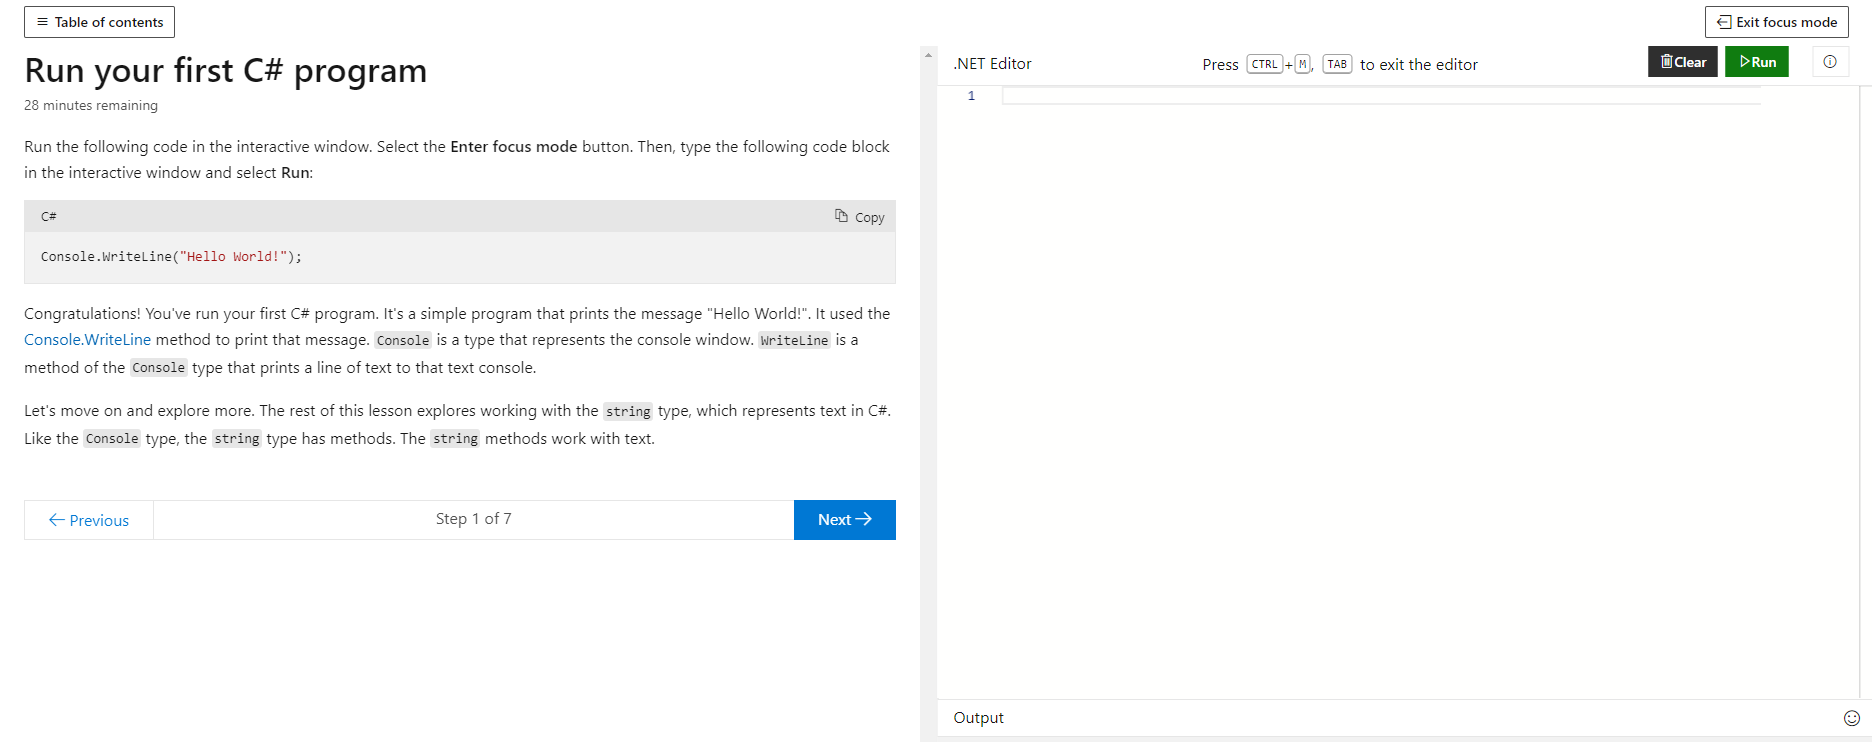 Table of contents
Exit focus mode
Run your first C# program
28 minutes remaining
Run the following code in the interactive window. Select the Enter focus mode button. Then, type the following code block
in the interactive window and select Run:
C#
Copy
Console.WriteLine("Hello World!");
Congratulations! You've run your first C# program. It's a simple program that prints the message "Hello World!". It used the
Console.WriteLine method to print that message. Console is a type that represents the console window. WriteLine is a
method of the Console type that prints a line of text to that text console.
Let's move on and explore more. The rest of this lesson explores working with the string type, which represents text in C#.
Like the Console type, the string type has methods. The string methods work with text.
Previous
Step 1 of 7
Next
.NET Editor
Press CTRL+M, TAB to exit the editor
Clear
Run
1
Output